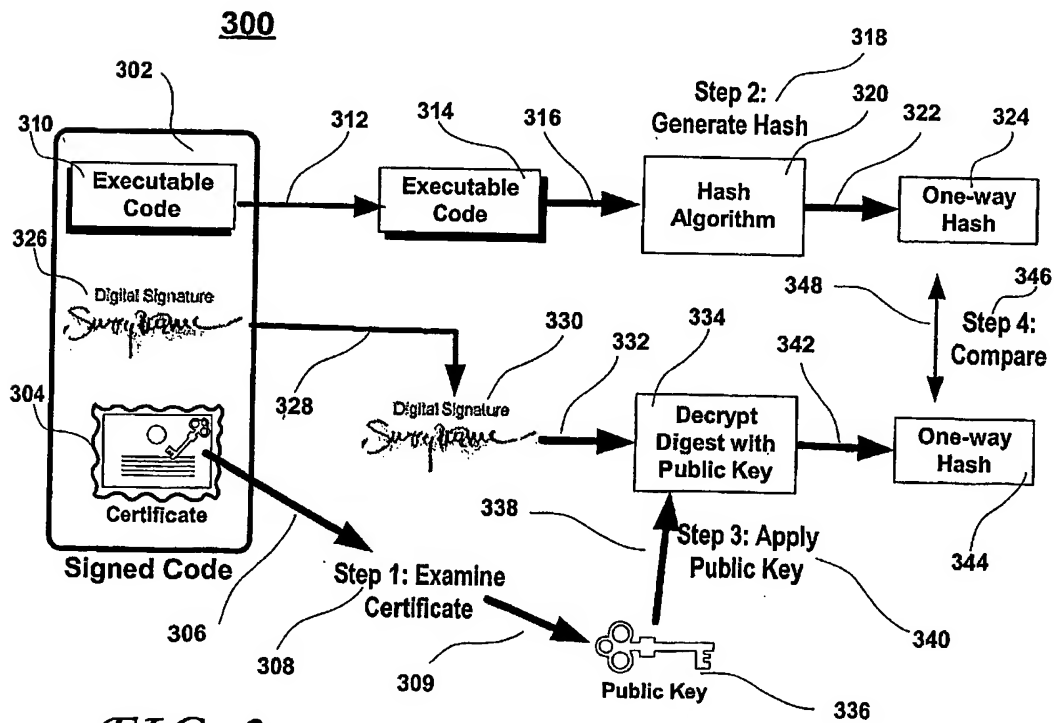 300
302
318
310
312
314
316
Step 2:
Generate Hash
320
322
324
Executable
Code
Executable
Code
Hash
Algorithm
One-way
Hash
326
Digital Signature
328
330
332
334
342
348
346
Step 4:
Compare
304
Digital Signature
Decrypt
Digest with
Public Key
One-way
Hash
Certificate
Signed Code
338
Step 3: Apply
Public Key
344
Step 1: Examine
Certificate
306
308
309
340
Public Key
336